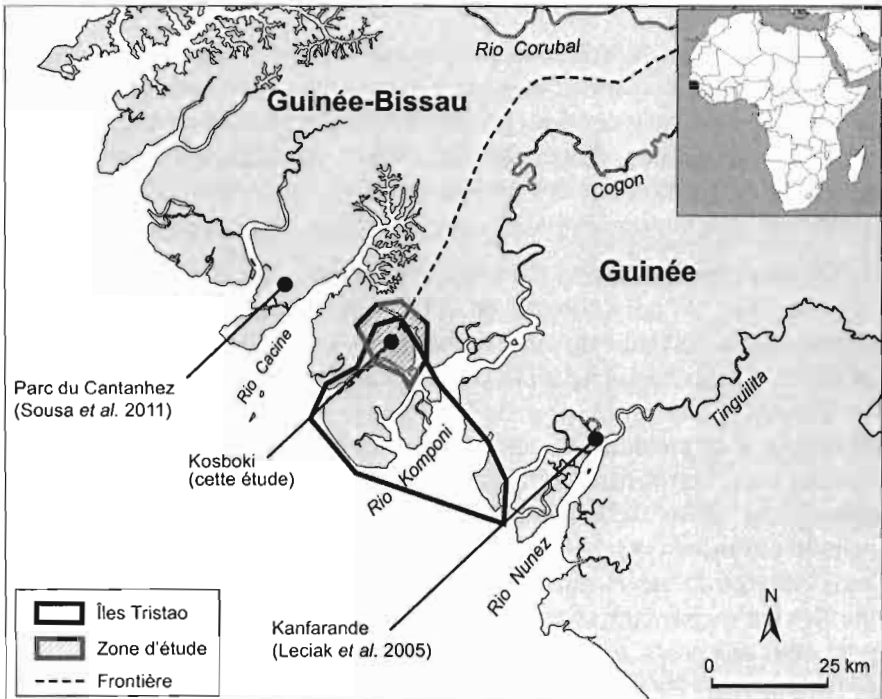 Rio Corubal
Guinée-Bissau
Cogon
Guinée
Rio Cacine
Tinguilita
Parc du Cantanhez
(Sousa et al. 2011)
Kosboki
(cette étude)
Rio Komponi
Rio Nunez
Kanfarande
(Leciak et al. 2005)
Îles Tristao
Zone d'étude
Frontière
N
0 25 km